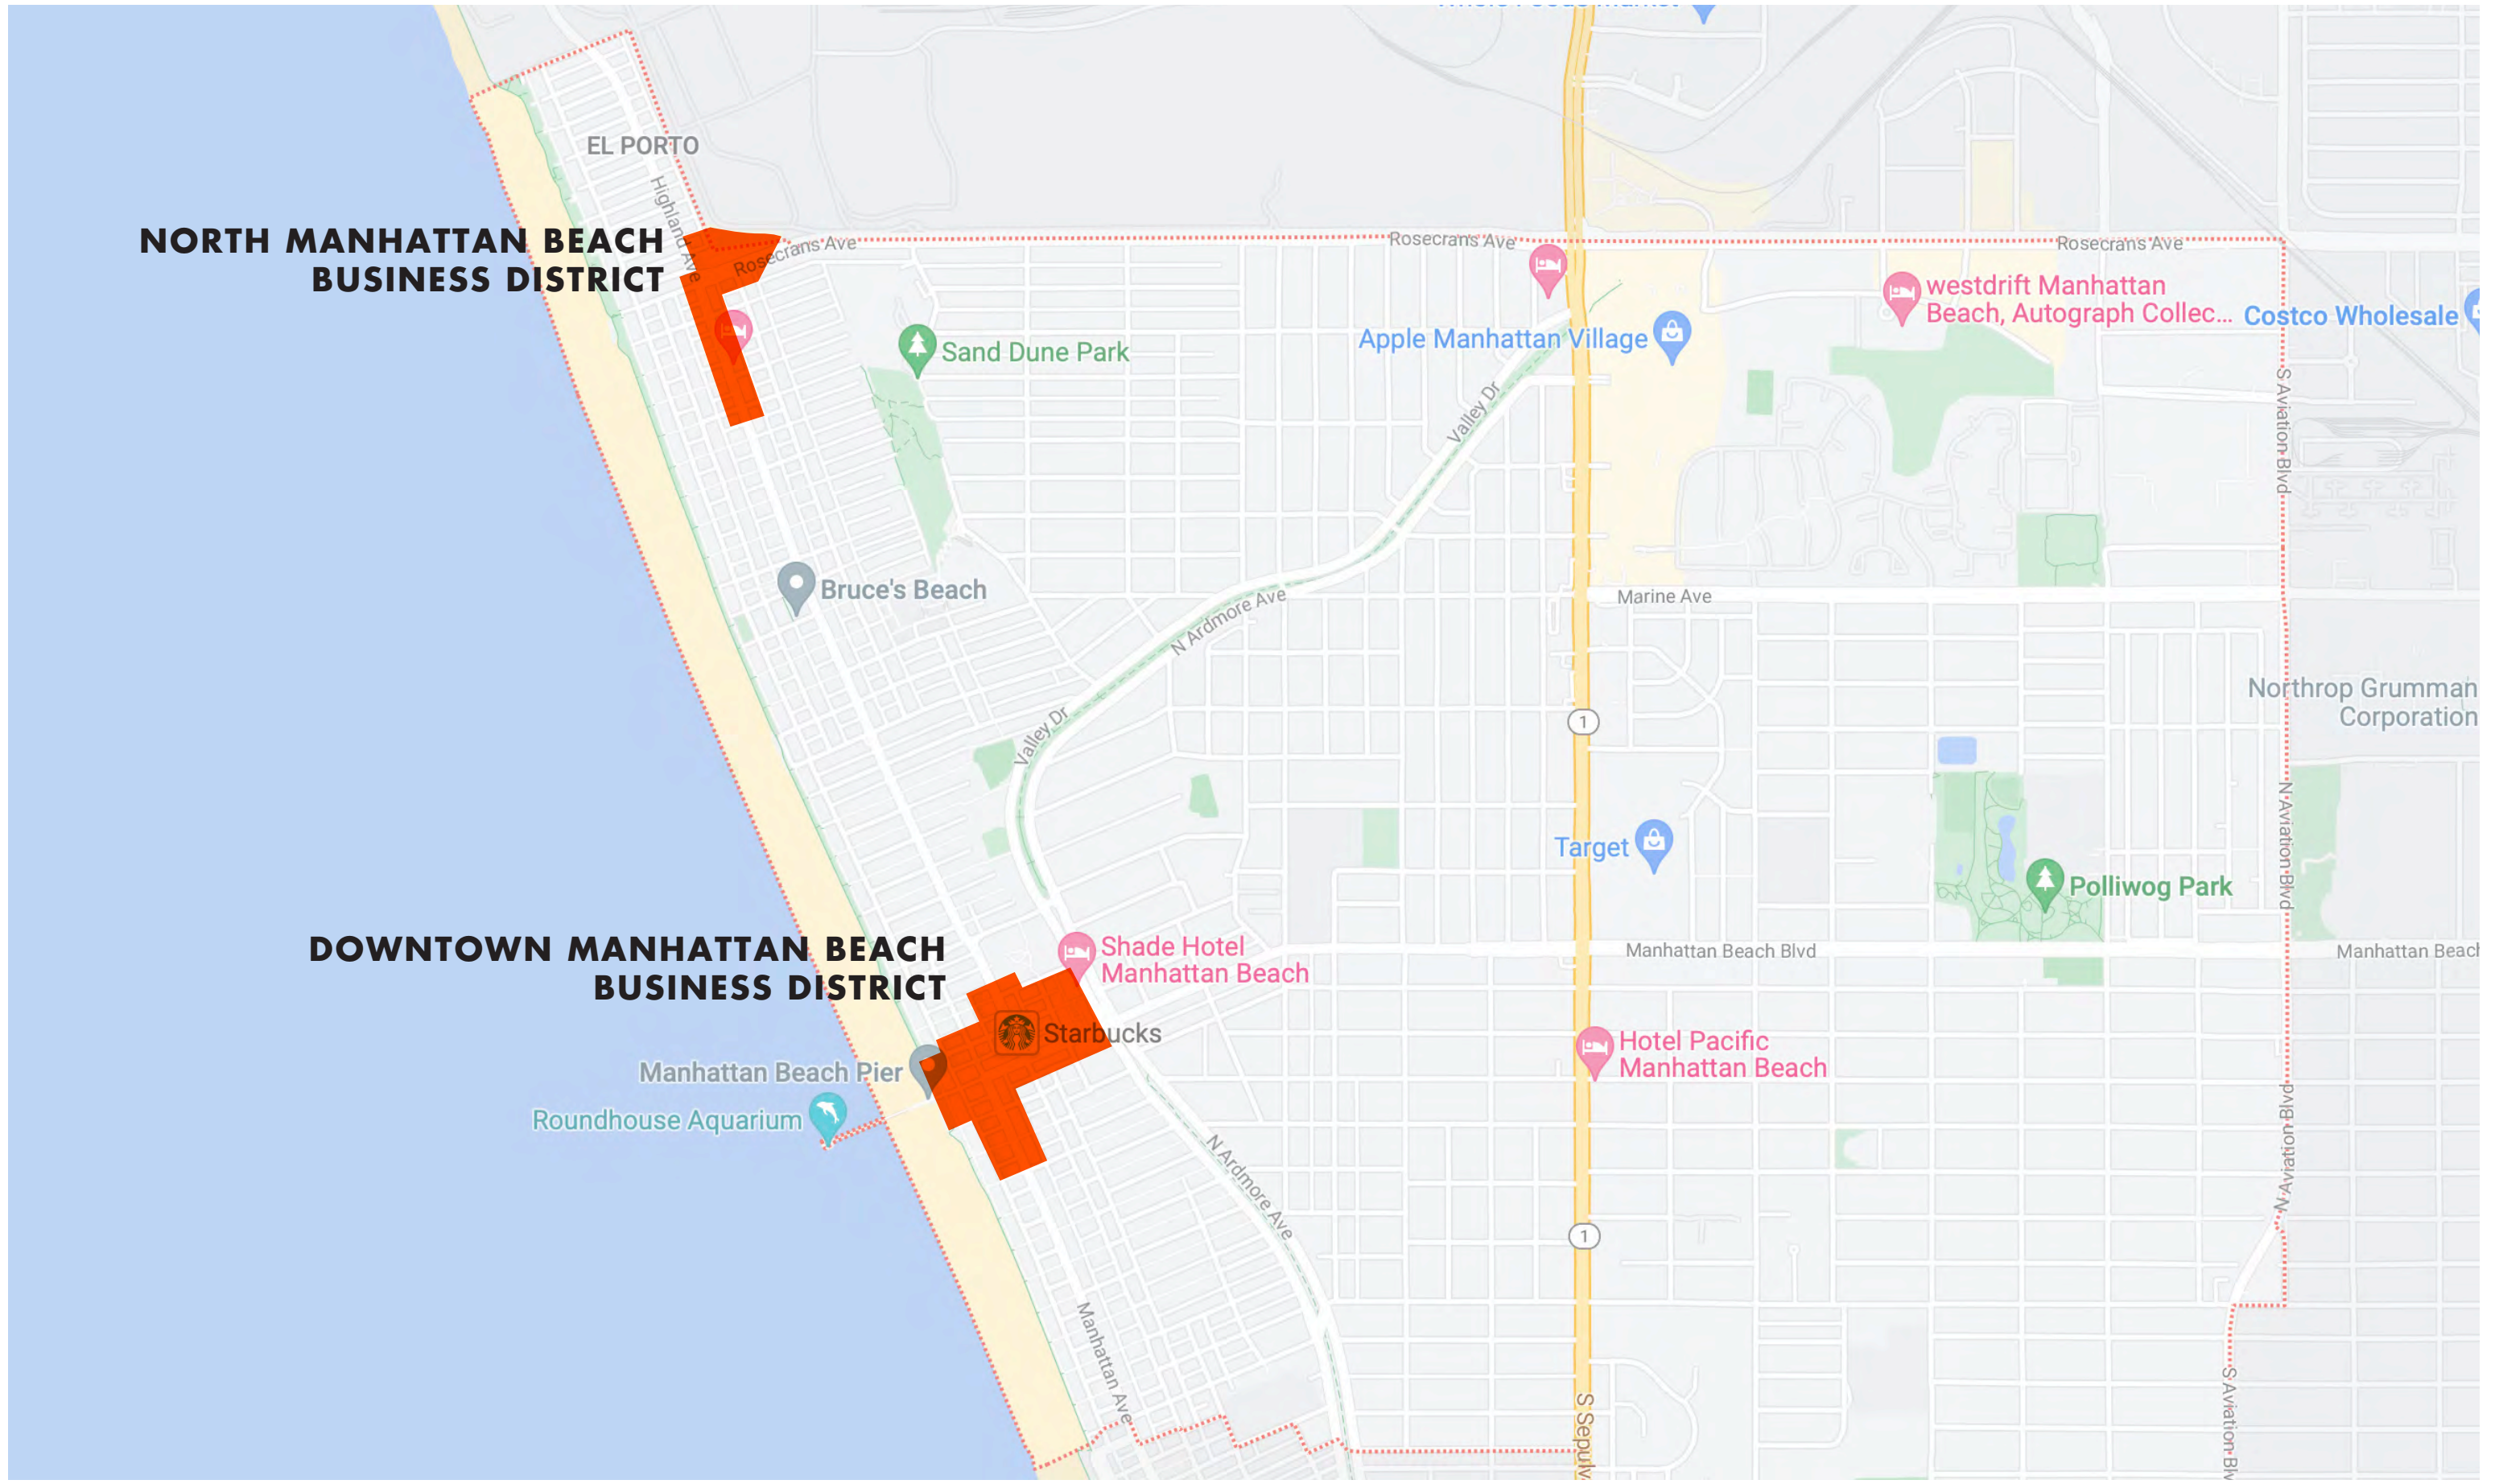 EL PORTO
Highland Ave
NORTH MANHATTAN BEACH
BUSINESS DISTRICT
Rosecrans Ave
Rosecrans Ave
Rosecrans Ave
westdrift Manhattan
Beach, Autograph Collec...
Costco Wholesale
Apple Manhattan Village
Sand Dune Park
Valley Dr
S Aviation Blvd
Bruce's Beach
N Ardmore Ave
Marine Ave
Northrop Grumman
Corporation
1
Valley Dr
Target
N Aviation Blvd
Polliwog Park
DOWNTOWN MANHATTAN BEACH
BUSINESS DISTRICT
Shade Hotel
Manhattan Beach
Manhattan Beach Blvd
Manhattan Beach
Starbucks
Hotel Pacific
Manhattan Beach
Manhattan Beach Pier
Roundhouse Aquarium
N Ardmore Ave
N Aviation Blvd
1
Manhattan Ave
S Sepulv
S Aviation Blv